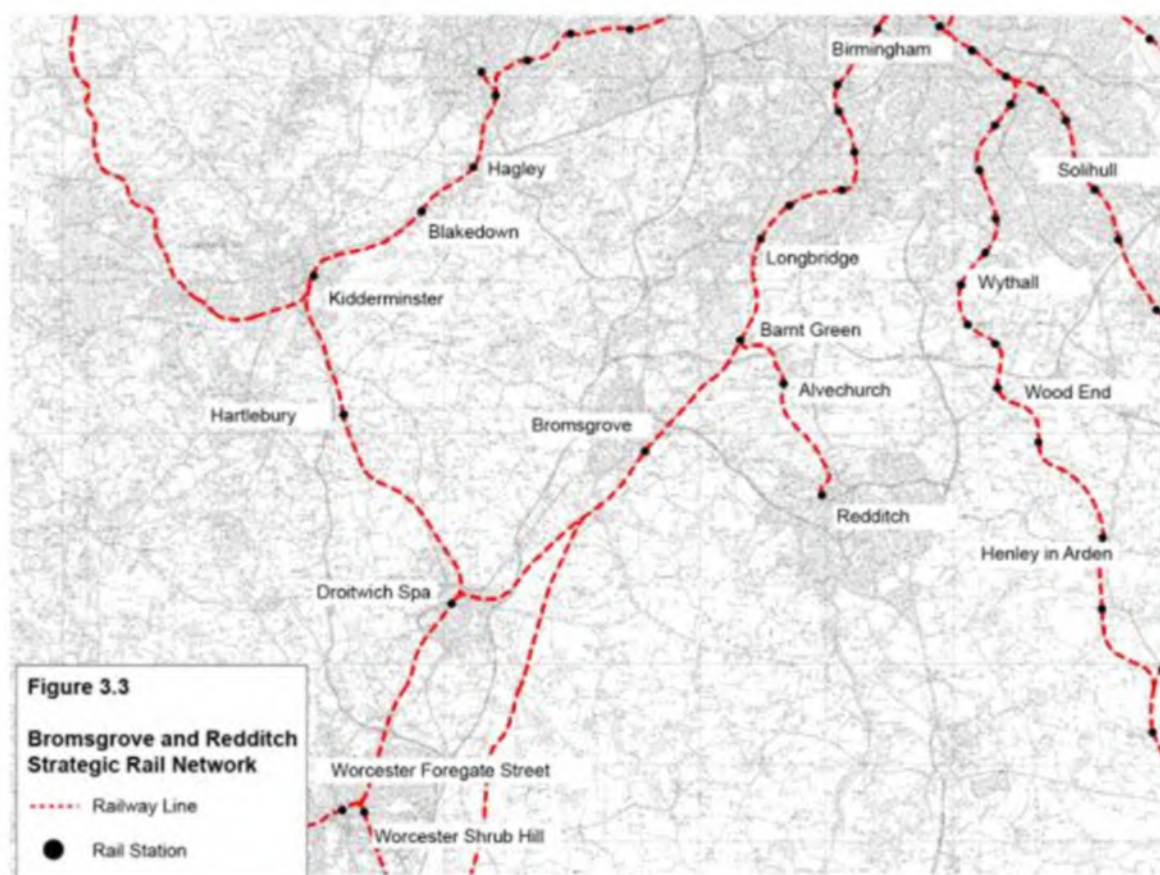 Birmingham
Hagley
Solihull
Blakedown
Longbridge
Kidderminster
Wythall
Barnt Green
Alvechurch
Wood End
Hartlebury
Bromsgrove
Redditch
Henley in Arden
Droitwich Spa
Figure 3.3
Bromsgrove and Redditch
Strategic Rail Network
Railway Line
Rail Station
Worcester Foregate Street
Worcester Shrub Hill